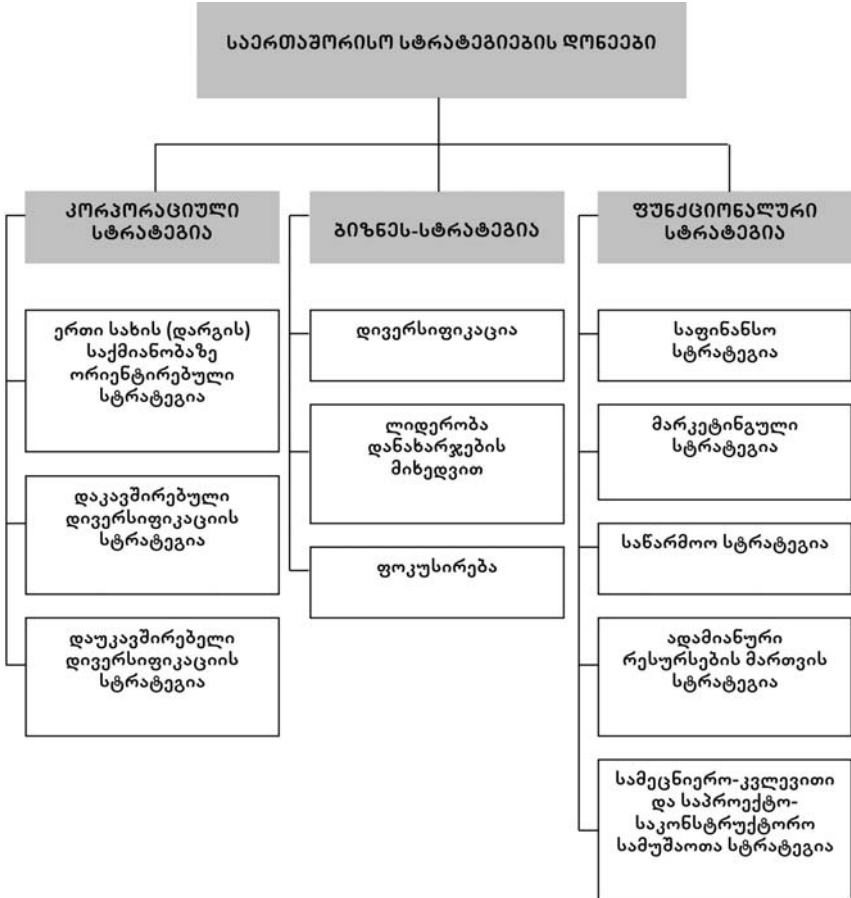 საერთაშორისო სტრატეგიების დონეები
კორპორაციული
სტრატეგია
ერთი სახის (დარგის)
საქმიანობაზე
ორიენტირებული
სტრატეგია
დაკავშირებული
დივერსიფიკაციის
სტრატეგია
დაუკავშირებელი
დივერსიფიკაციის
სტრატეგია
ბიზნეს-სტრატეგია
დივერსიფიკაცია
ლიდერობა
დანახარჯების
მიხედვით
ფოკუსირება
ფუნქციონალური
სტრატეგია
საფინანსო
სტრატეგია
მარკეტინგული
სტრატეგია
საწარმოო სტრატეგია
ადამიანური
რესურსების მართვის
სტრატეგია
სამეცნიერო-კვლევითი
და საპროექტო-
საკონსტრუქტორო
სამუშაოთა სტრატეგია